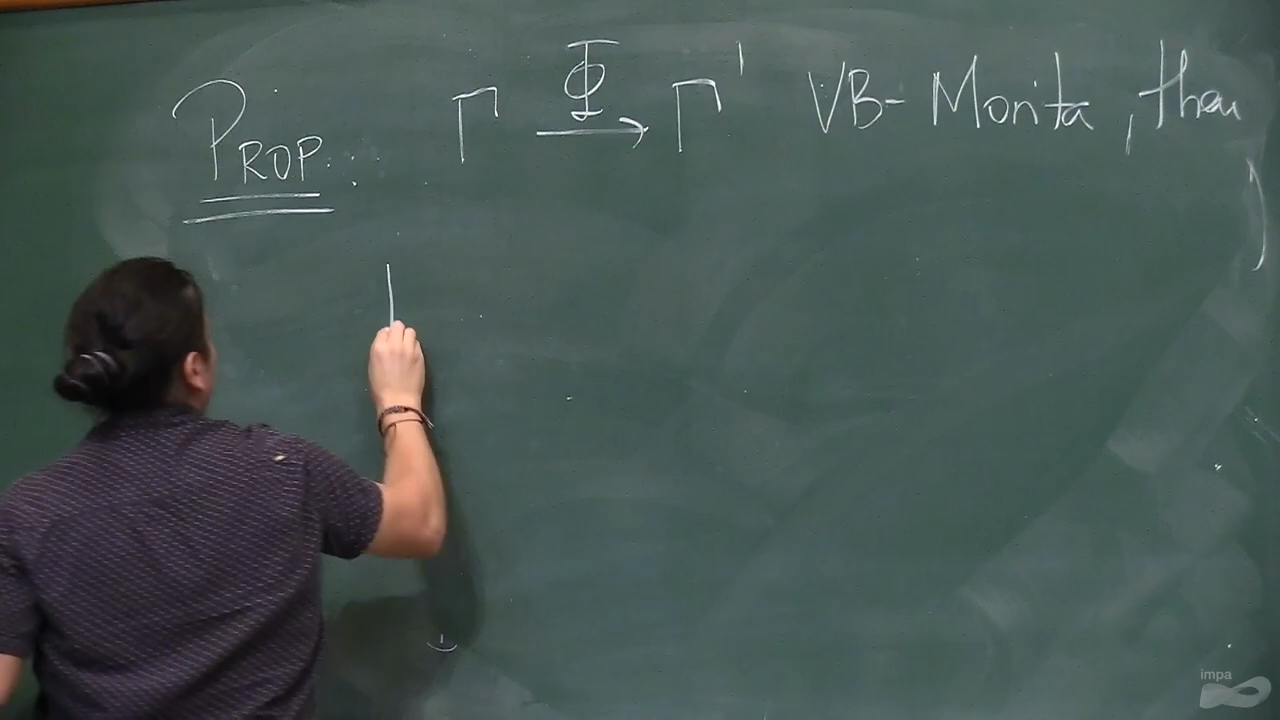 PROP: Γ Φ→ Γ' VB-Morita, then
impa